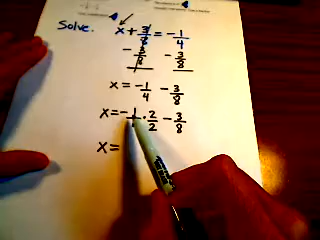 Solve. x + 3/8 = - 1/4
- 3/8 - 3/8
x = - 1/4 - 3/8
x = - 1/4 · 2/2 - 3/8
x =